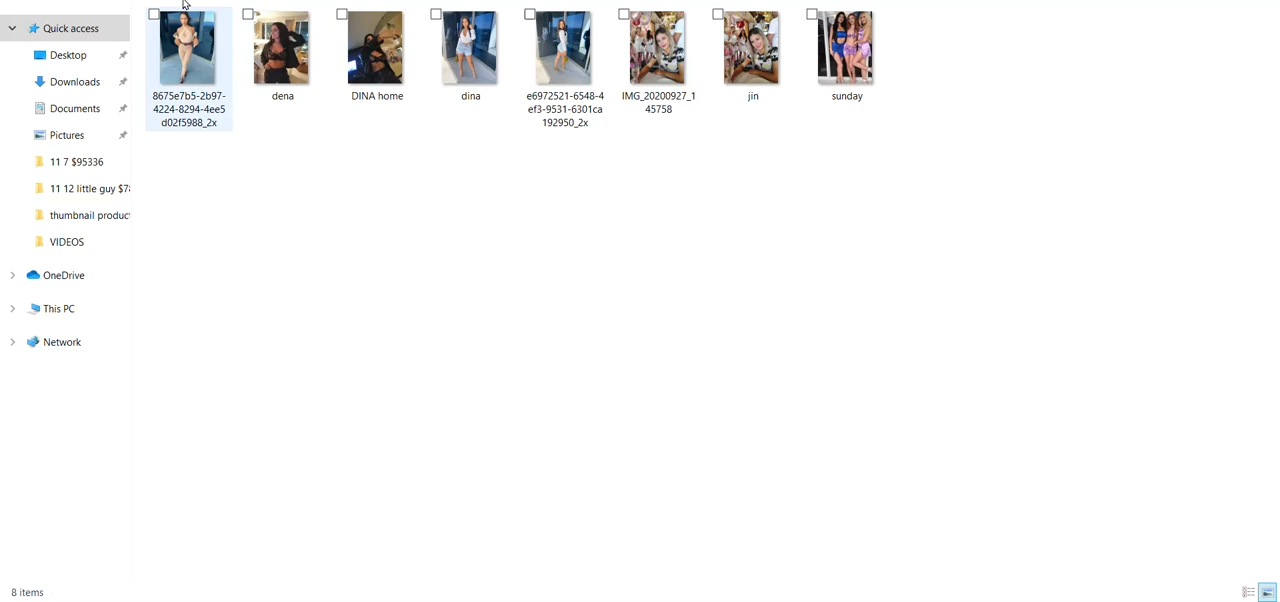 Quick access
Desktop
Downloads
Documents
Pictures
11 7 $95336
11 12 little guy $78
thumbnail product
VIDEOS
OneDrive
This PC
Network
8675e7b5-2b97-
4224-8294-4ee5
d02f5988_2x
dena
DINA home
dina
e6972521-6548-4
ef3-9531-6301ca
192950_2x
IMG_20200927_1
45758
jin
sunday
8 items